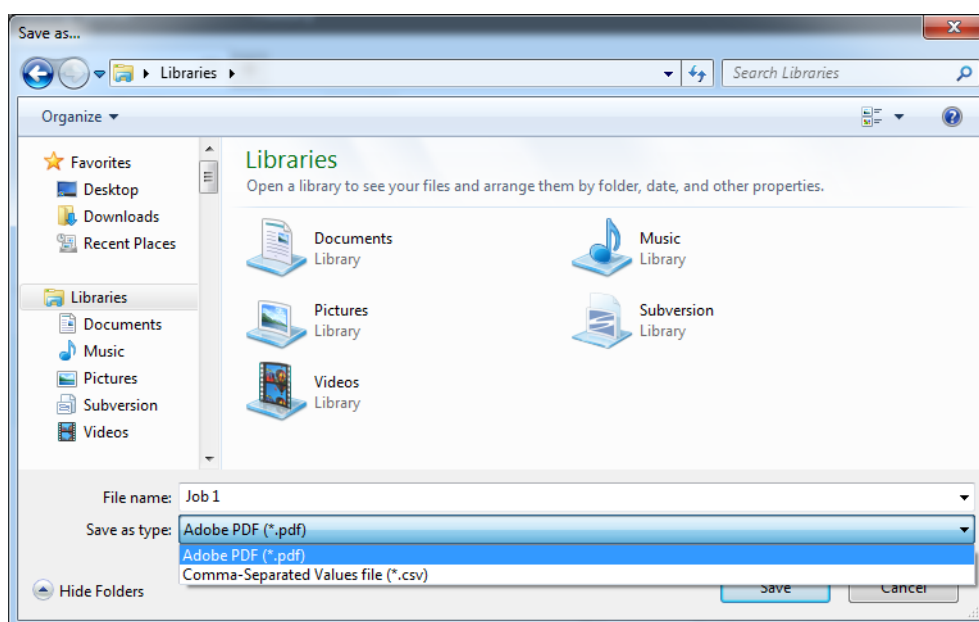 Save as...
Libraries
Search Libraries
Organize
Favorites
Desktop
Downloads
Recent Places
Libraries
Documents
Music
Pictures
Subversion
Videos
Libraries
Open a library to see your files and arrange them by folder, date, and other properties.
Documents
Library
Music
Library
Pictures
Library
Subversion
Library
Videos
Library
File name: Job 1
Save as type: Adobe PDF (*.pdf)
Adobe PDF (*.pdf)
Comma-Separated Values file (*.csv)
Hide Folders
Save
Cancel